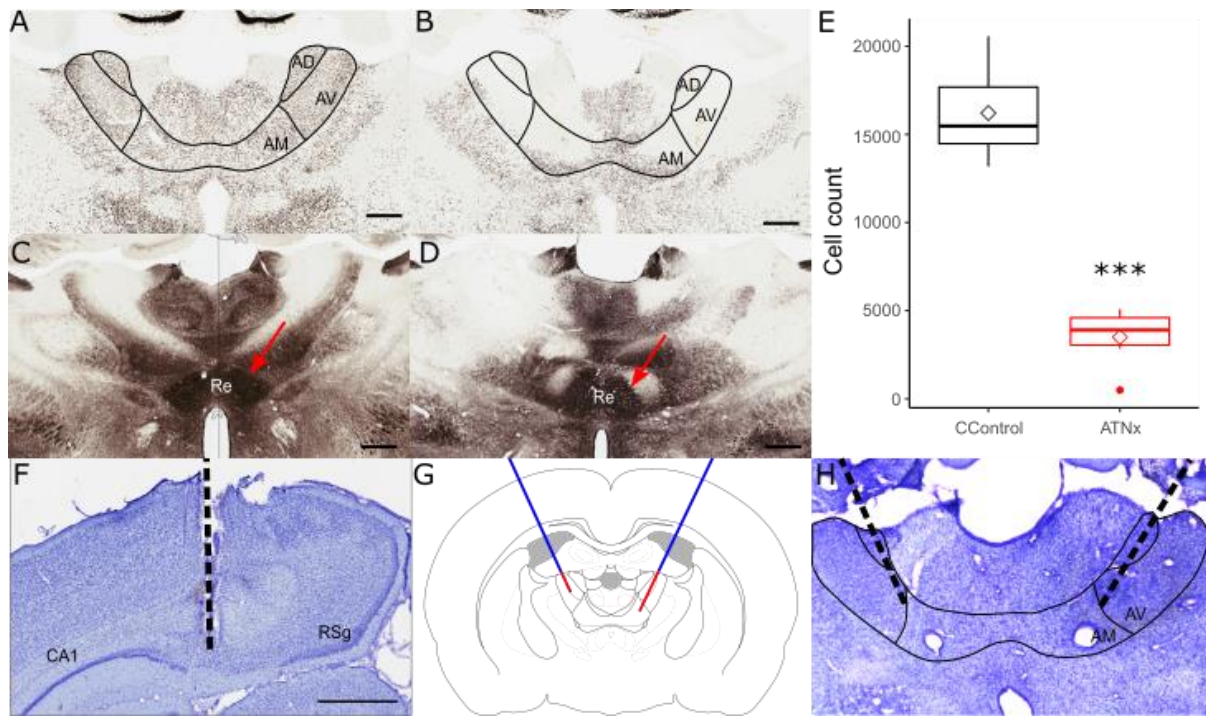 A
AD
AV
AM
B
AD
AV
AM
C
Re
D
Re
E
Cell count
20000
15000
10000
5000
0
***
CControl
ATNx
F
CA1
RSg
G
H
AV
AM